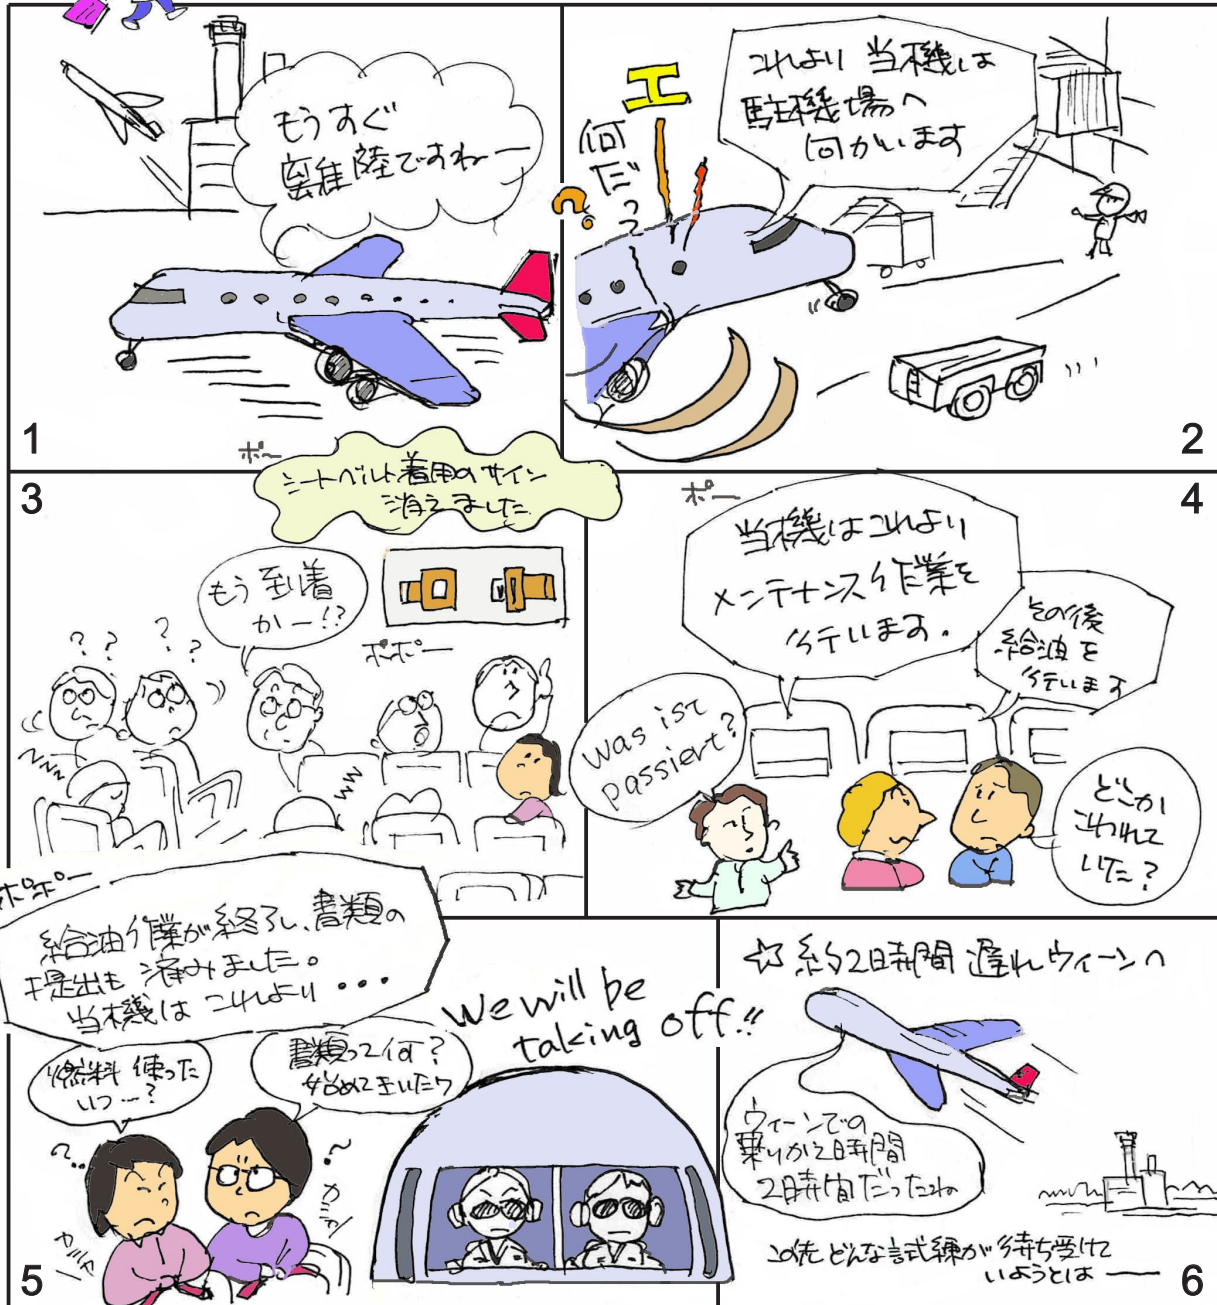 1
もうすぐ
離陸ですねー
2
エ
何だって
?
これより 当機は
駐機場へ
向かいます
3
ポー
シートベルト着用のサイン
消えました
もう到着
かー!?
? ? ? ?
ポポー
zzzz
zzz
4
ポー
当機はこれより
メンテナンス作業を
行います。
その後
給油を
行います
was ist
passiert?
どこか
こわれて
いた?
5
ポポー
給油作業が終了し、書類の
提出も済みました。
当機はこれより・・・
燃料使った
いつ…?
書類って何?
始めてきいたワ
?
?
カチャ
We will be
taking off!!
6
☆約2時間遅れウィーンへ
ウィーンでの
乗りかえ時間
2時間だったわ
この先どんな試練が待ち受けて
いようとは――